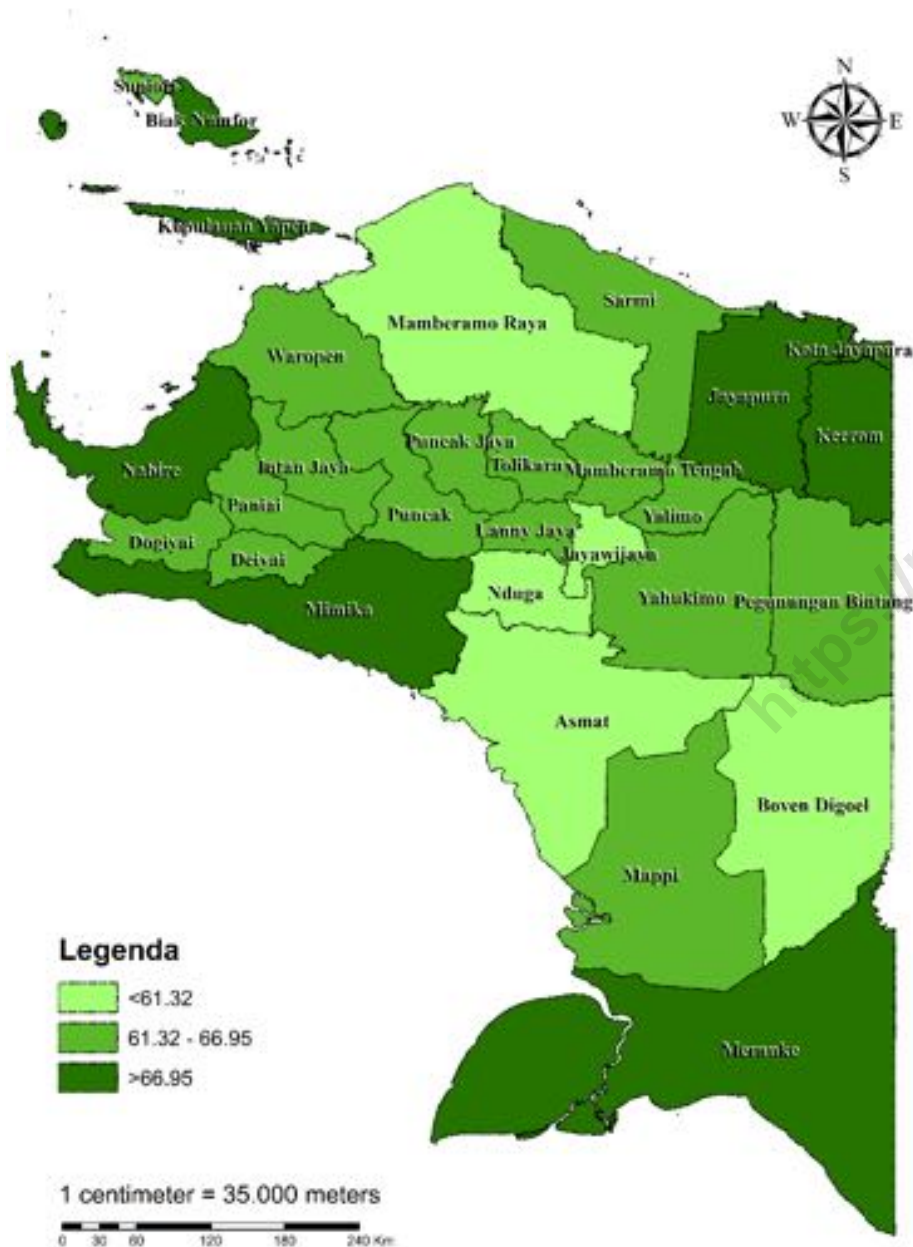 N
W E
S
Supiori
Biak Numfor
Kepulauan Yapen
Sarmi
Mamberamo Raya
Waropen
Kota Jayapura
Jayapura
Keerom
Puncak Jaya
Nabire
Intan Jaya
Tolikara
Mamberamo Tengah
Paniai
Puncak
Lanny Jaya
Yalimo
Dogiyai
Deiyai
Jayawijaya
Nduga
Yahukimo
Pegunungan Bintang
Mimika
https://
Asmat
Boven Digoel
Mappi
Merauke
Legenda
<61.32
61.32 - 66.95
>66.95
1 centimeter = 35.000 meters
0 30 60 120 180 240 Km